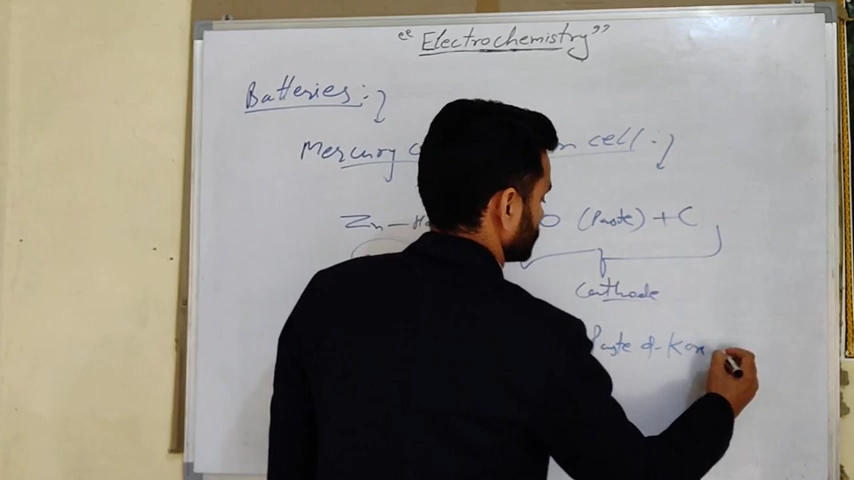 “Electrochemistry”
Batteries:
Mercury cell:
Zn-H O (Paste) + C
Cathode
Paste of KOH